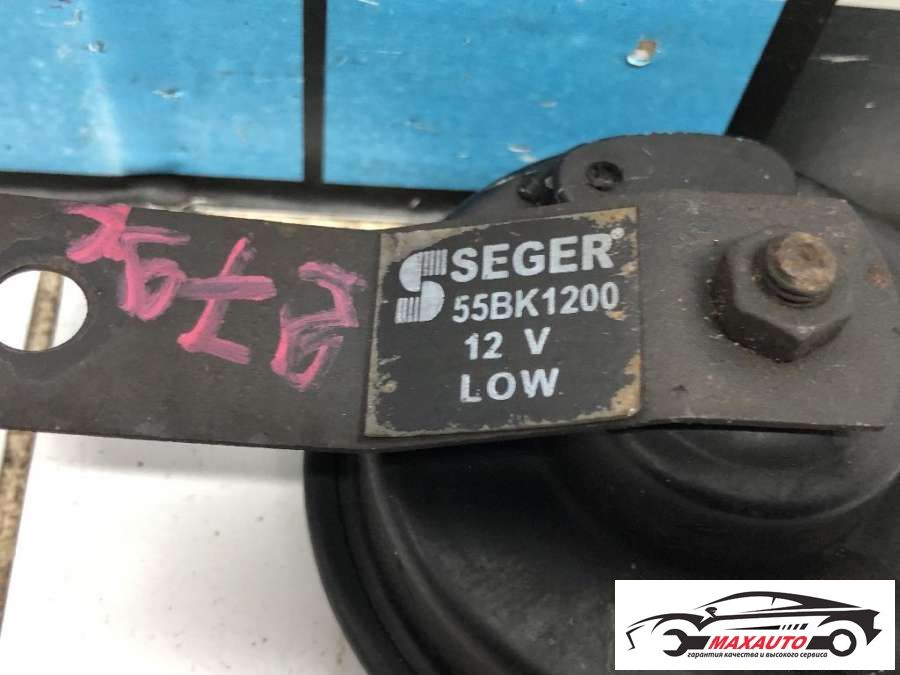 SEGER®
55BK1200
12 V
LOW
MAXAUTO
гарантия качества и высокого сервиса